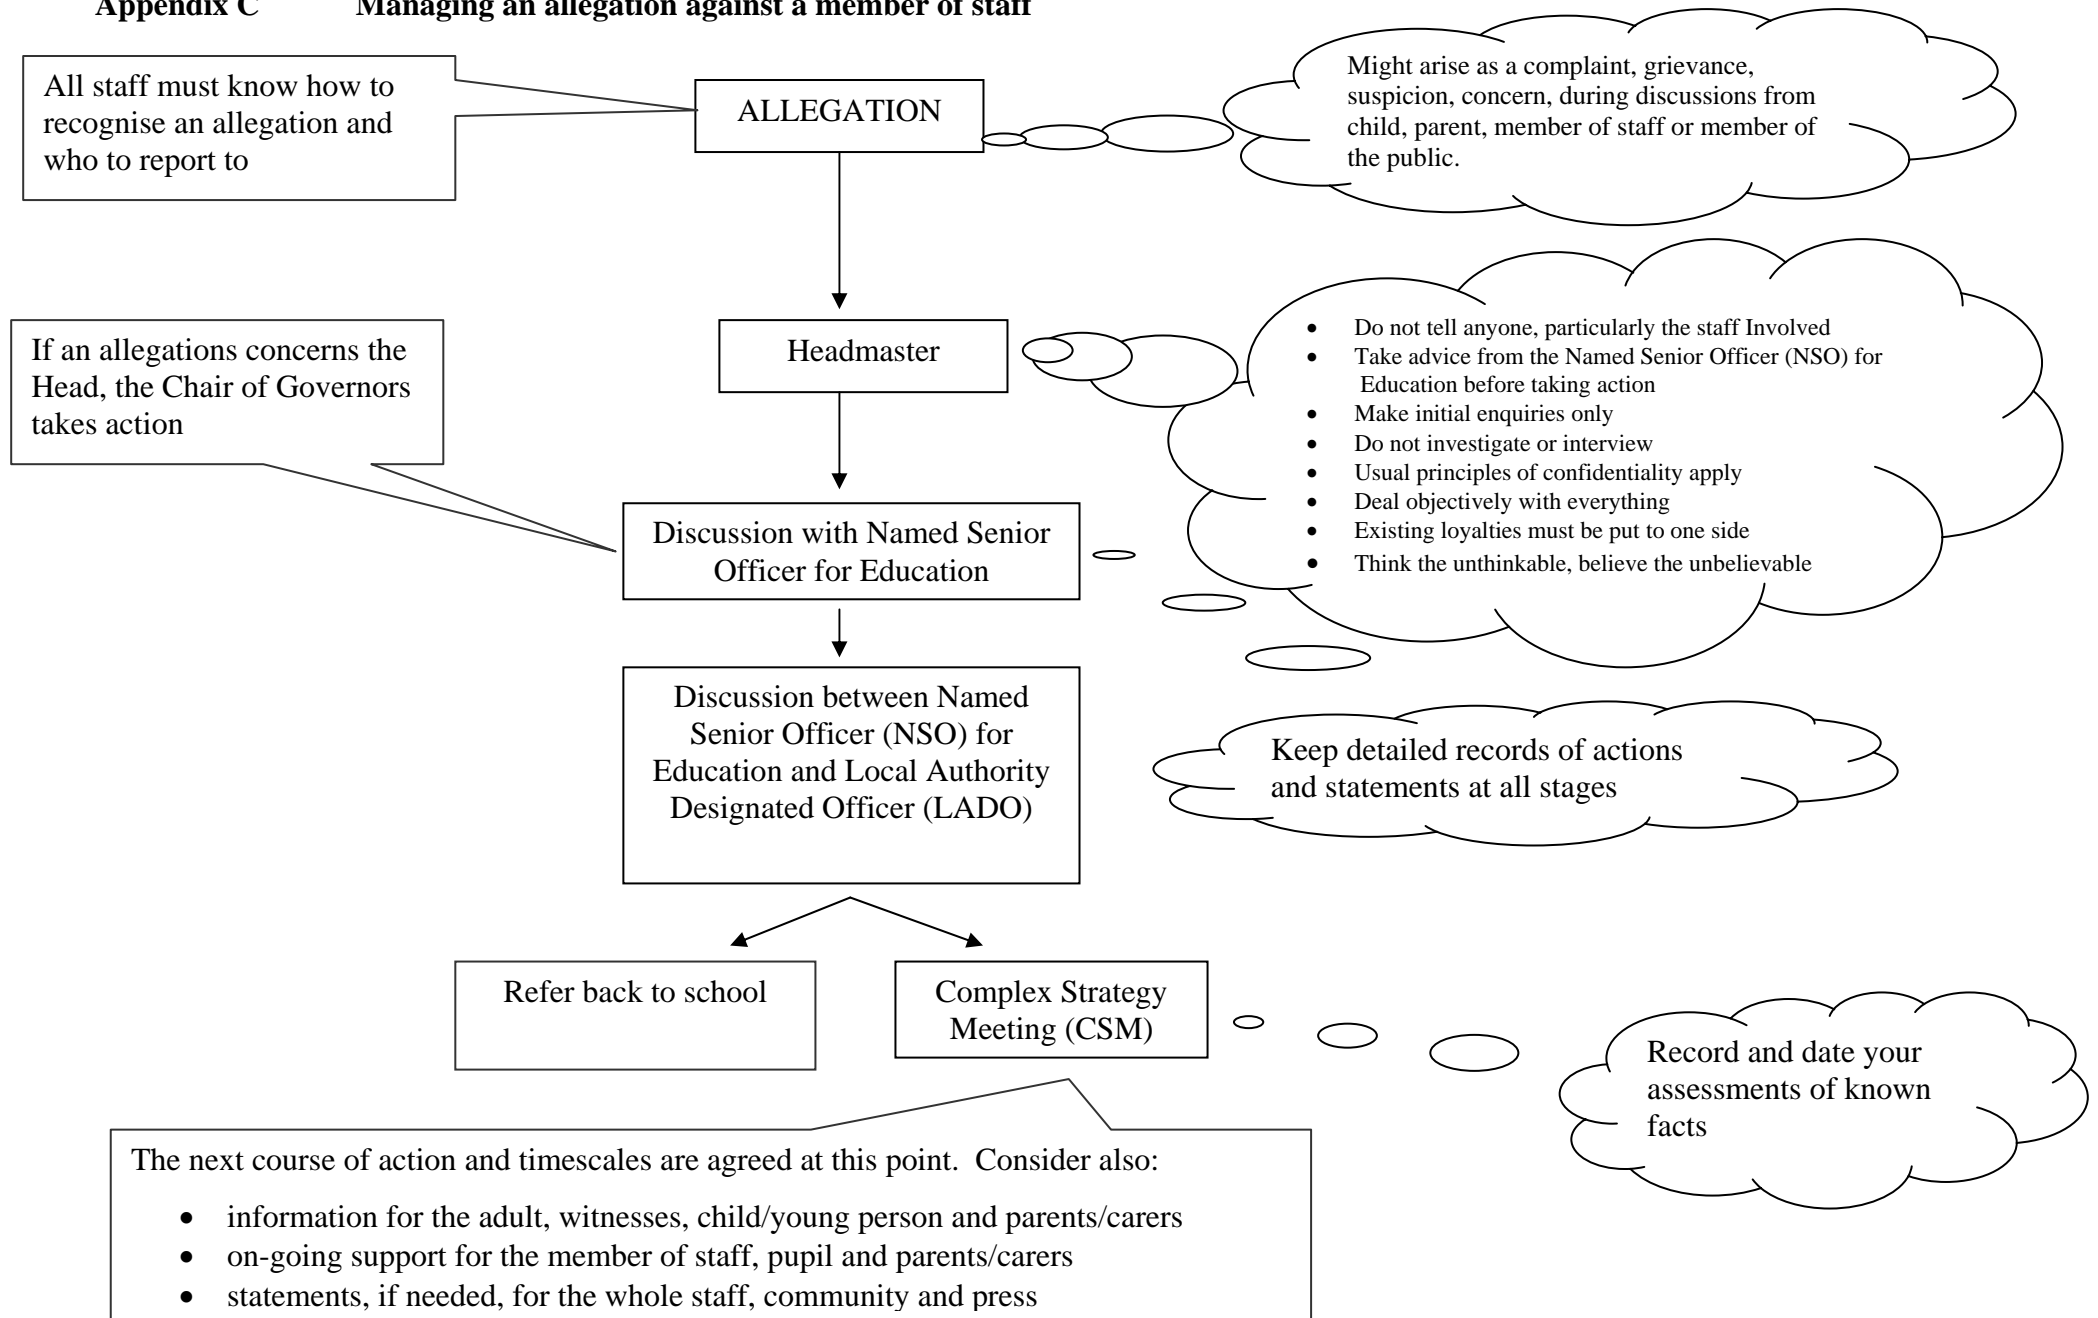 Appendix C Managing an allegation against a member of staff
All staff must know how to
recognise an allegation and
who to report to
ALLEGATION
Might arise as a complaint, grievance,
suspicion, concern, during discussions from
child, parent, member of staff or member of
the public.
If an allegations concerns the
Head, the Chair of Governors
takes action
Headmaster
• Do not tell anyone, particularly the staff Involved
• Take advice from the Named Senior Officer (NSO) for
Education before taking action
• Make initial enquiries only
• Do not investigate or interview
• Usual principles of confidentiality apply
• Deal objectively with everything
• Existing loyalties must be put to one side
• Think the unthinkable, believe the unbelievable
Discussion with Named Senior
Officer for Education
Discussion between Named
Senior Officer (NSO) for
Education and Local Authority
Designated Officer (LADO)
Keep detailed records of actions
and statements at all stages
Refer back to school
Complex Strategy
Meeting (CSM)
Record and date your
assessments of known
facts
The next course of action and timescales are agreed at this point. Consider also:
• information for the adult, witnesses, child/young person and parents/carers
• on-going support for the member of staff, pupil and parents/carers
• statements, if needed, for the whole staff, community and press